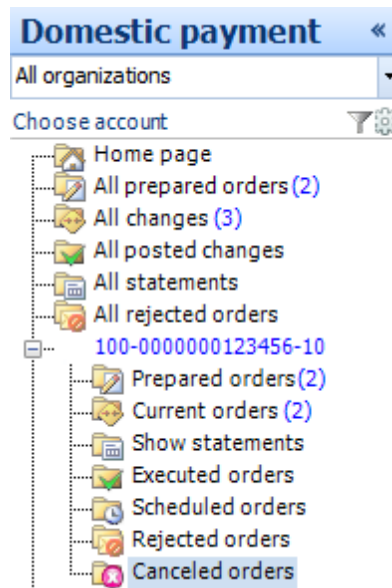 Domestic payment «
All organizations
Choose account
Home page
All prepared orders (2)
All changes (3)
All posted changes
All statements
All rejected orders
100-0000000123456-10
Prepared orders(2)
Current orders (2)
Show statements
Executed orders
Scheduled orders
Rejected orders
Canceled orders